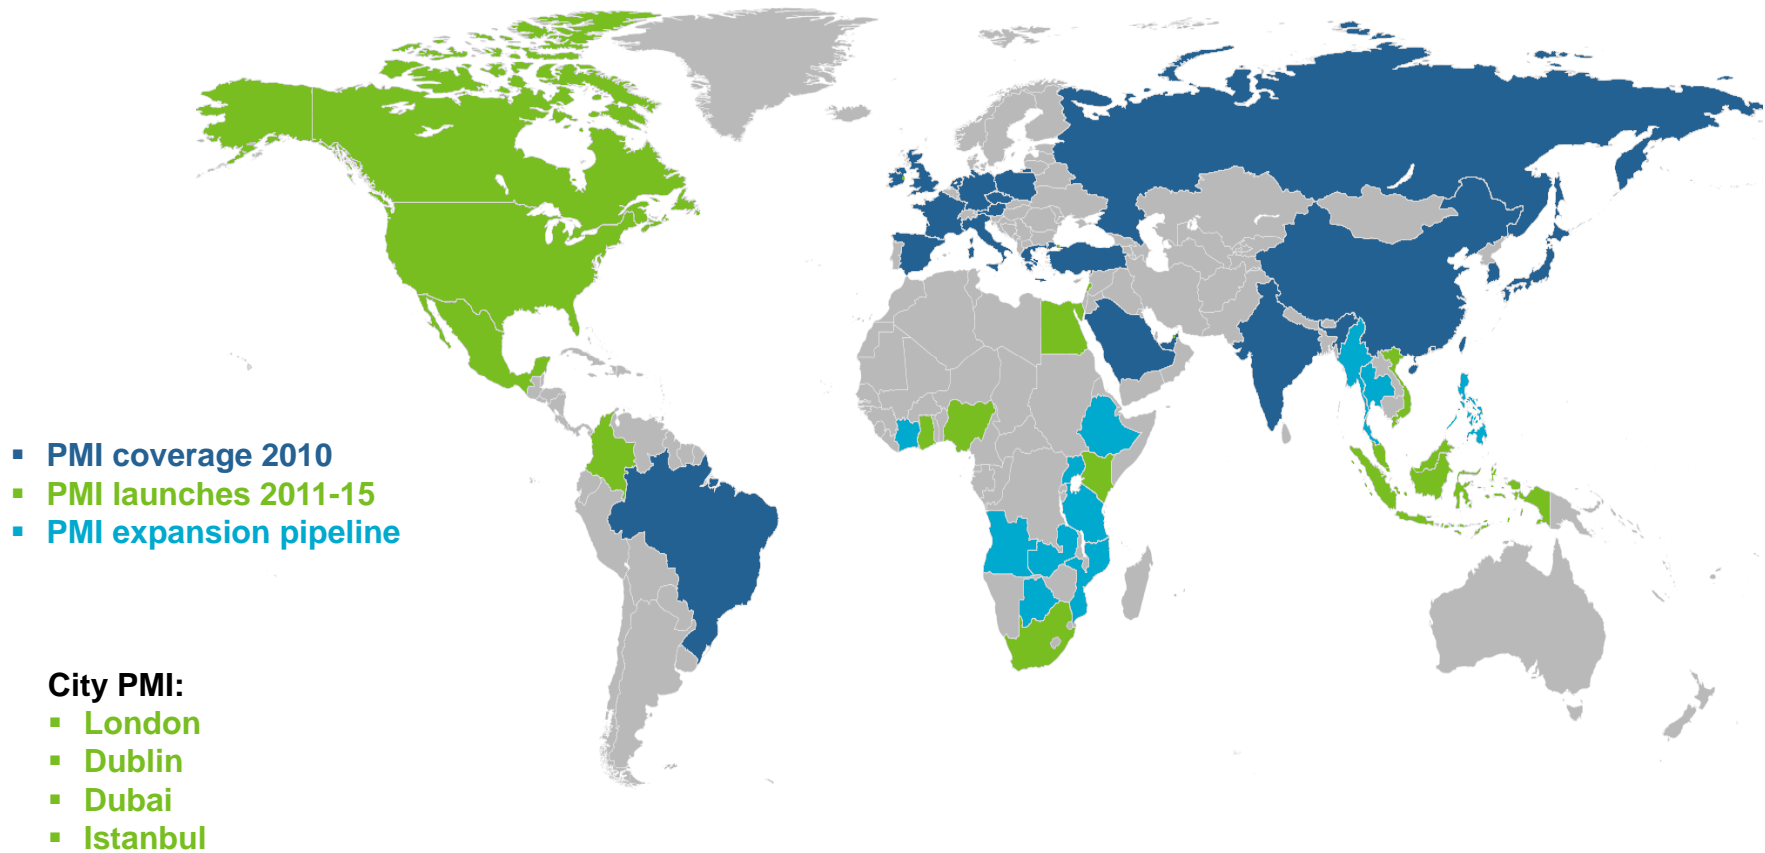 ▪ PMI coverage 2010
▪ PMI launches 2011-15
▪ PMI expansion pipeline
City PMI:
▪ London
▪ Dublin
▪ Dubai
▪ Istanbul